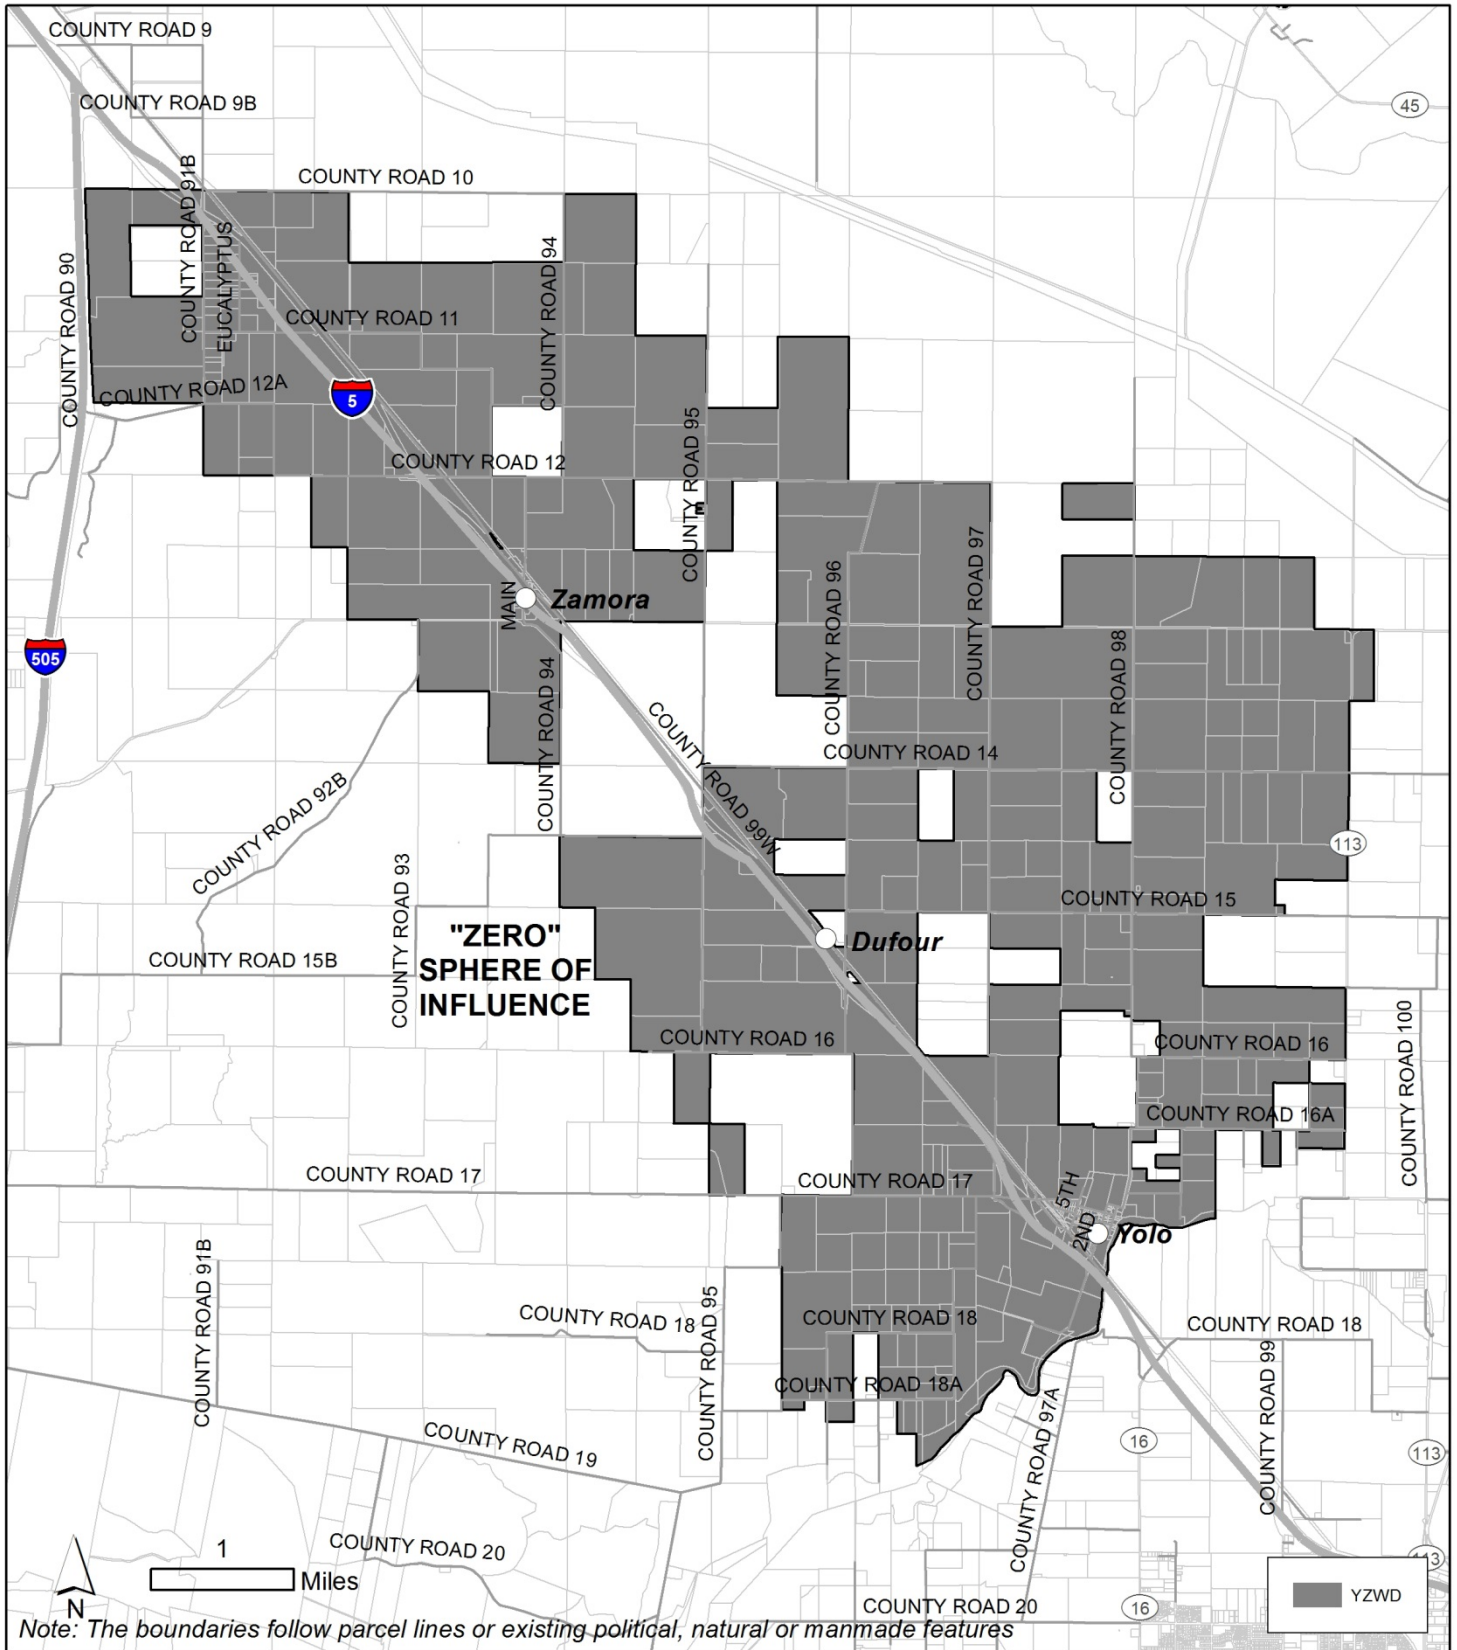 COUNTY ROAD 9
COUNTY ROAD 9B
45
COUNTY ROAD 91B
COUNTY ROAD 10
EUCALYPTUS
COUNTY ROAD 94
COUNTY ROAD 90
COUNTY ROAD 11
COUNTY ROAD 12A
5
COUNTY ROAD 95
COUNTY ROAD 12
COUNTY ROAD 97
COUNTY ROAD 96
MAIN
Zamora
505
COUNTY ROAD 98
COUNTY ROAD 94
COUNTY ROAD 99W
COUNTY ROAD 14
COUNTY ROAD 92B
113
COUNTY ROAD 93
COUNTY ROAD 15
"ZERO"
SPHERE OF
INFLUENCE
Dufour
COUNTY ROAD 15B
COUNTY ROAD 16
COUNTY ROAD 16
COUNTY ROAD 100
COUNTY ROAD 16A
COUNTY ROAD 17
COUNTY ROAD 17
5TH
2ND
Yolo
COUNTY ROAD 91B
COUNTY ROAD 18
COUNTY ROAD 95
COUNTY ROAD 18
COUNTY ROAD 18
COUNTY ROAD 18A
COUNTY ROAD 99
COUNTY ROAD 97A
COUNTY ROAD 19
16
113
COUNTY ROAD 20
1
Miles
N
113
YZWD
COUNTY ROAD 20
16
Note: The boundaries follow parcel lines or existing political, natural or manmade features